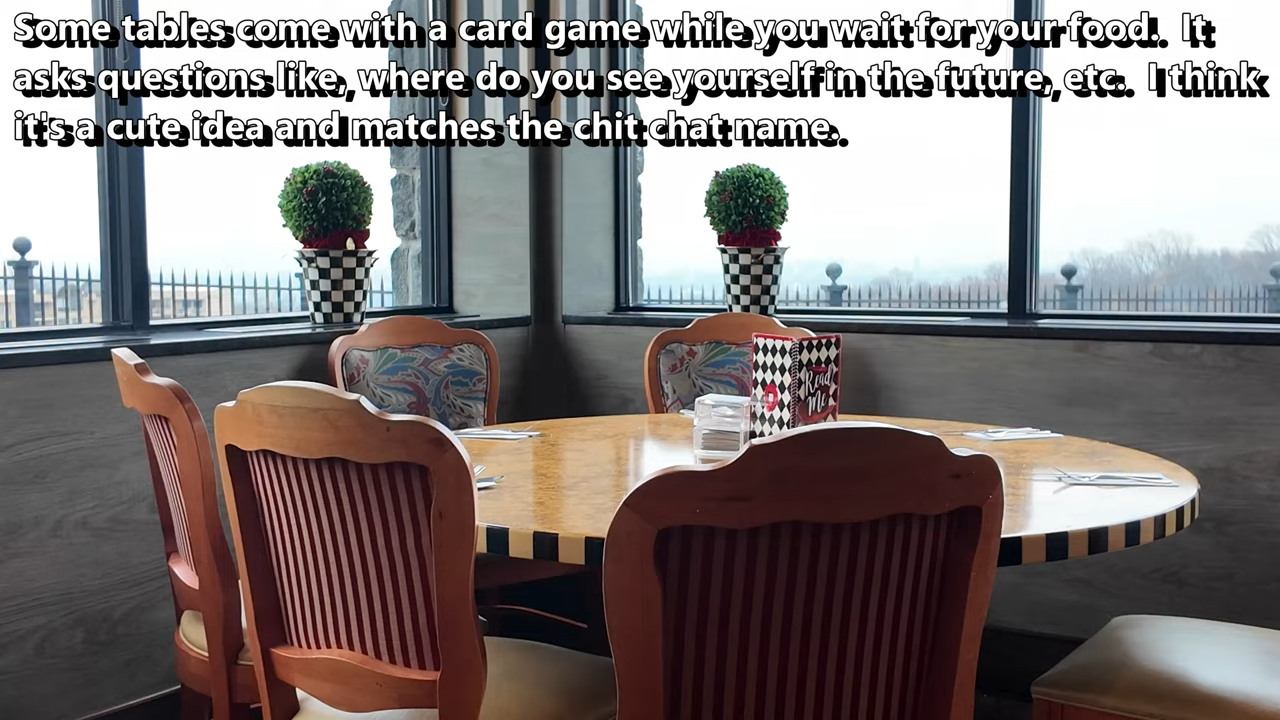 Some tables come with a card game while you wait for your food.  It
asks questions like, where do you see yourself in the future, etc.  I think
it's a cute idea and matches the chit chat name.
Read
Me